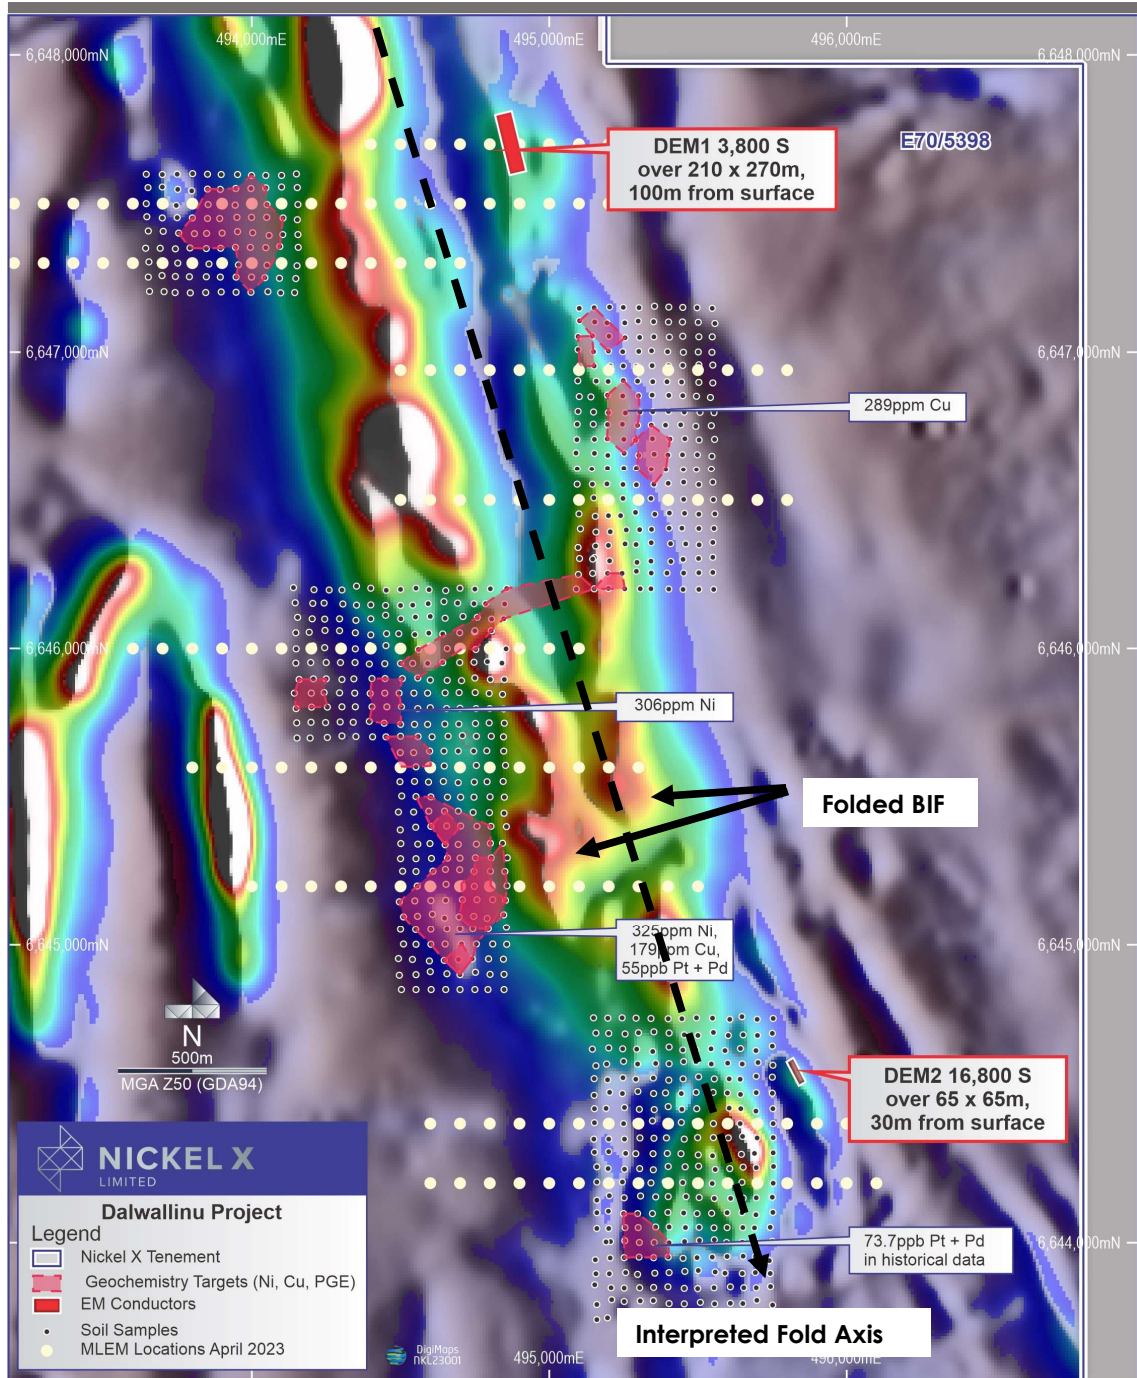 494,000mE
495,000mE
496,000mE
6,648,000mN
6,648,000mN
E70/5398
DEM1 3,800 S
over 210 x 270m,
100m from surface
6,647,000mN
6,647,000mN
289ppm Cu
6,646,000mN
6,646,000mN
306ppm Ni
Folded BIF
325ppm Ni,
179ppm Cu,
55ppb Pt + Pd
6,645,000mN
6,645,000mN
N
500m
MGA Z50 (GDA94)
DEM2 16,800 S
over 65 x 65m,
30m from surface
NICKEL X
LIMITED
Dalwallinu Project
Legend
Nickel X Tenement
Geochemistry Targets (Ni, Cu, PGE)
EM Conductors
Soil Samples
MLEM Locations April 2023
73.7ppb Pt + Pd
in historical data
6,644,000mN
Interpreted Fold Axis
DigiMaps
NKL23001
495,000mE
496,000mE